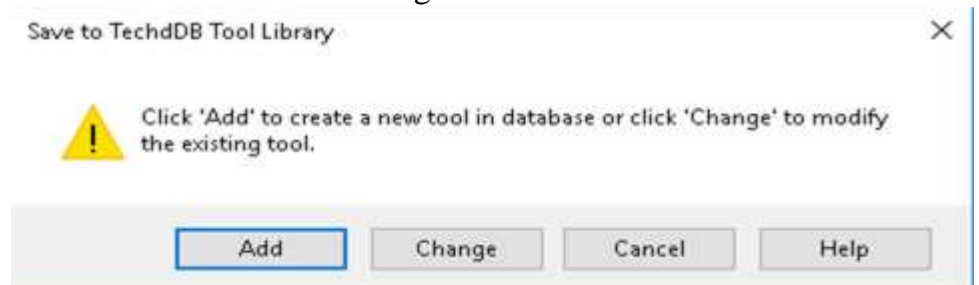 Save to TechdDB Tool Library
Click 'Add' to create a new tool in database or click 'Change' to modify
the existing tool.
Add Change Cancel Help